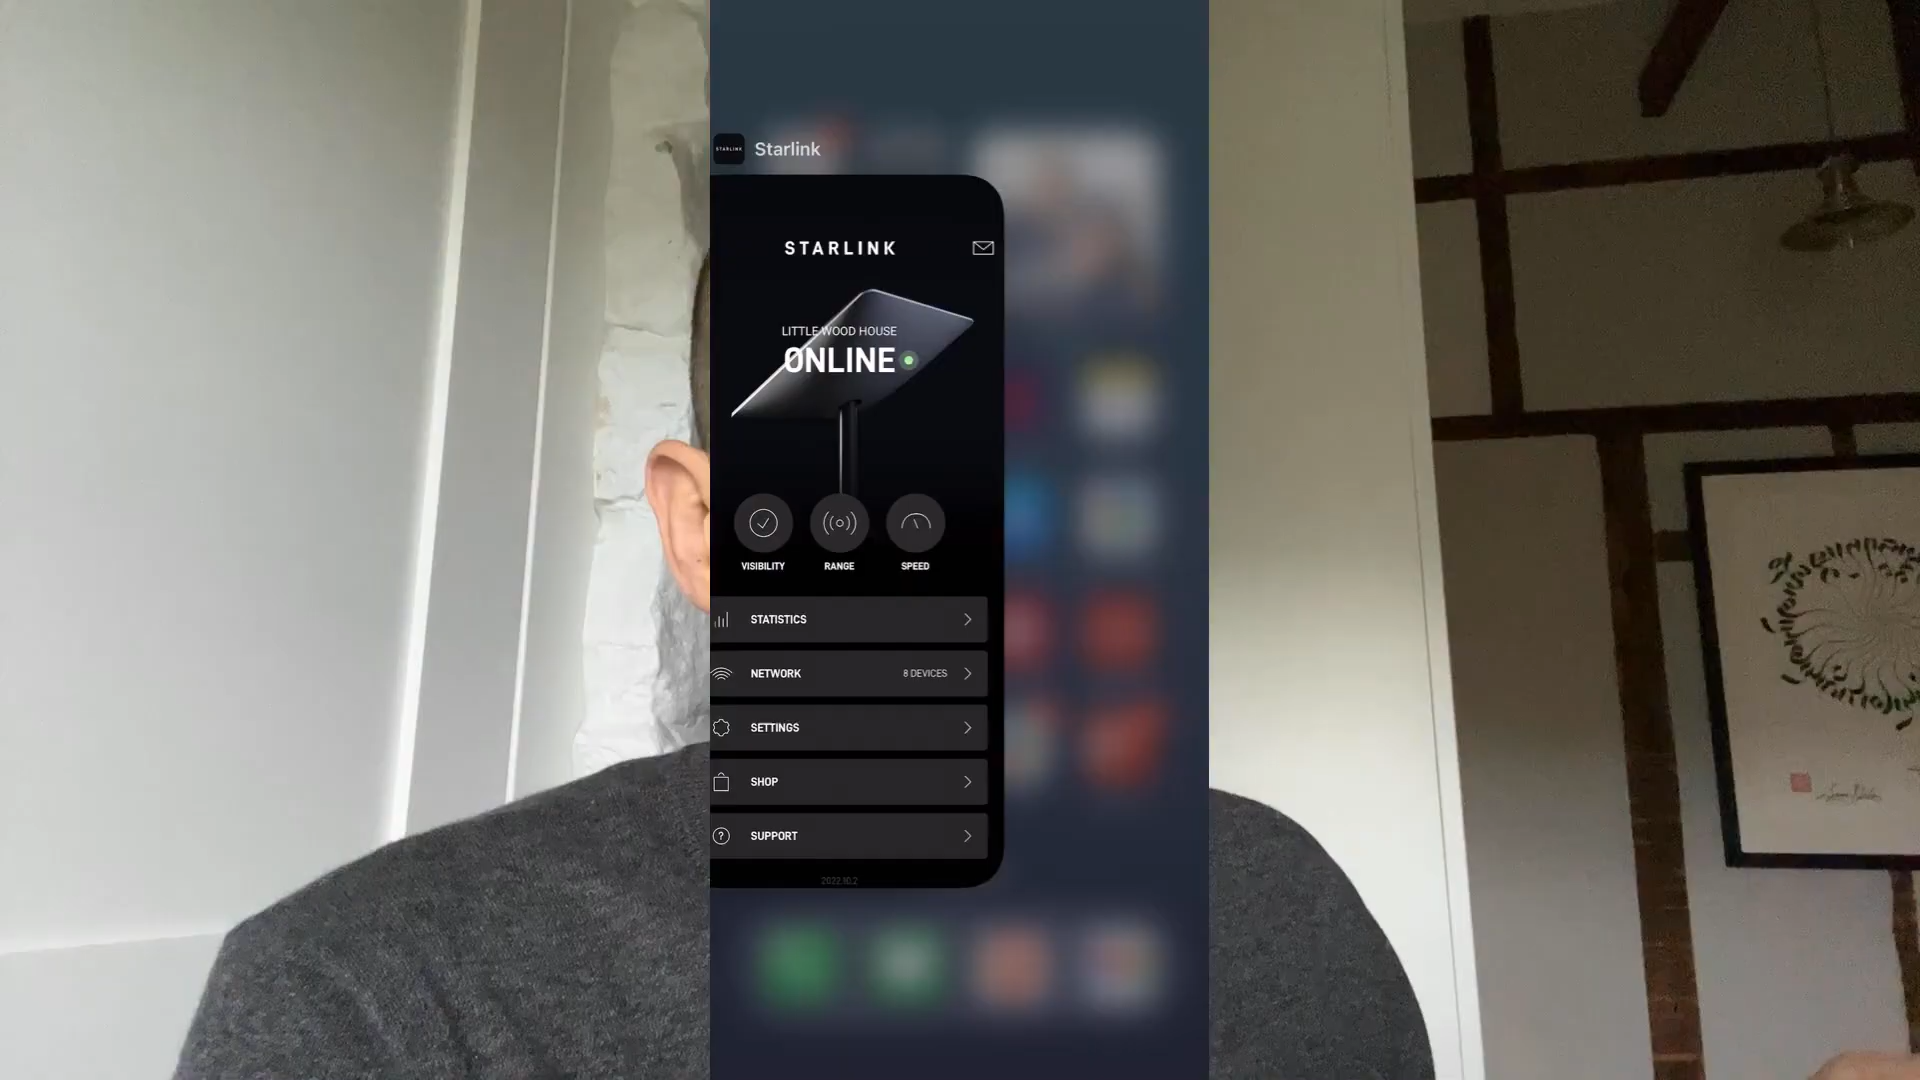 STARLINK
Starlink
STARLINK
LITTLE WOOD HOUSE
ONLINE
VISIBILITY
RANGE
SPEED
STATISTICS
NETWORK 8 DEVICES
SETTINGS
SHOP
SUPPORT
2022.10.2